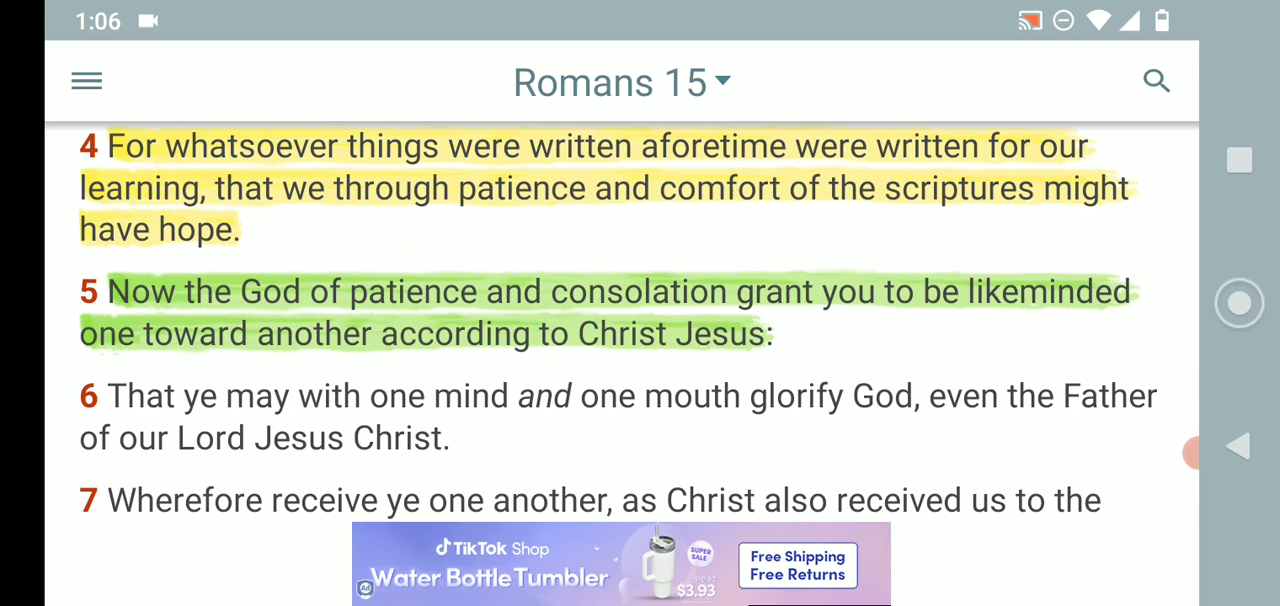 1:06
Romans 15
4 For whatsoever things were written aforetime were written for our
learning, that we through patience and comfort of the scriptures might
have hope.
5 Now the God of patience and consolation grant you to be likeminded
one toward another according to Christ Jesus:
6 That ye may with one mind and one mouth glorify God, even the Father
of our Lord Jesus Christ.
7 Wherefore receive ye one another, as Christ also received us to the
TikTok Shop
Water Bottle Tumbler
SUPER
SALE
$3.93
Free Shipping
Free Returns